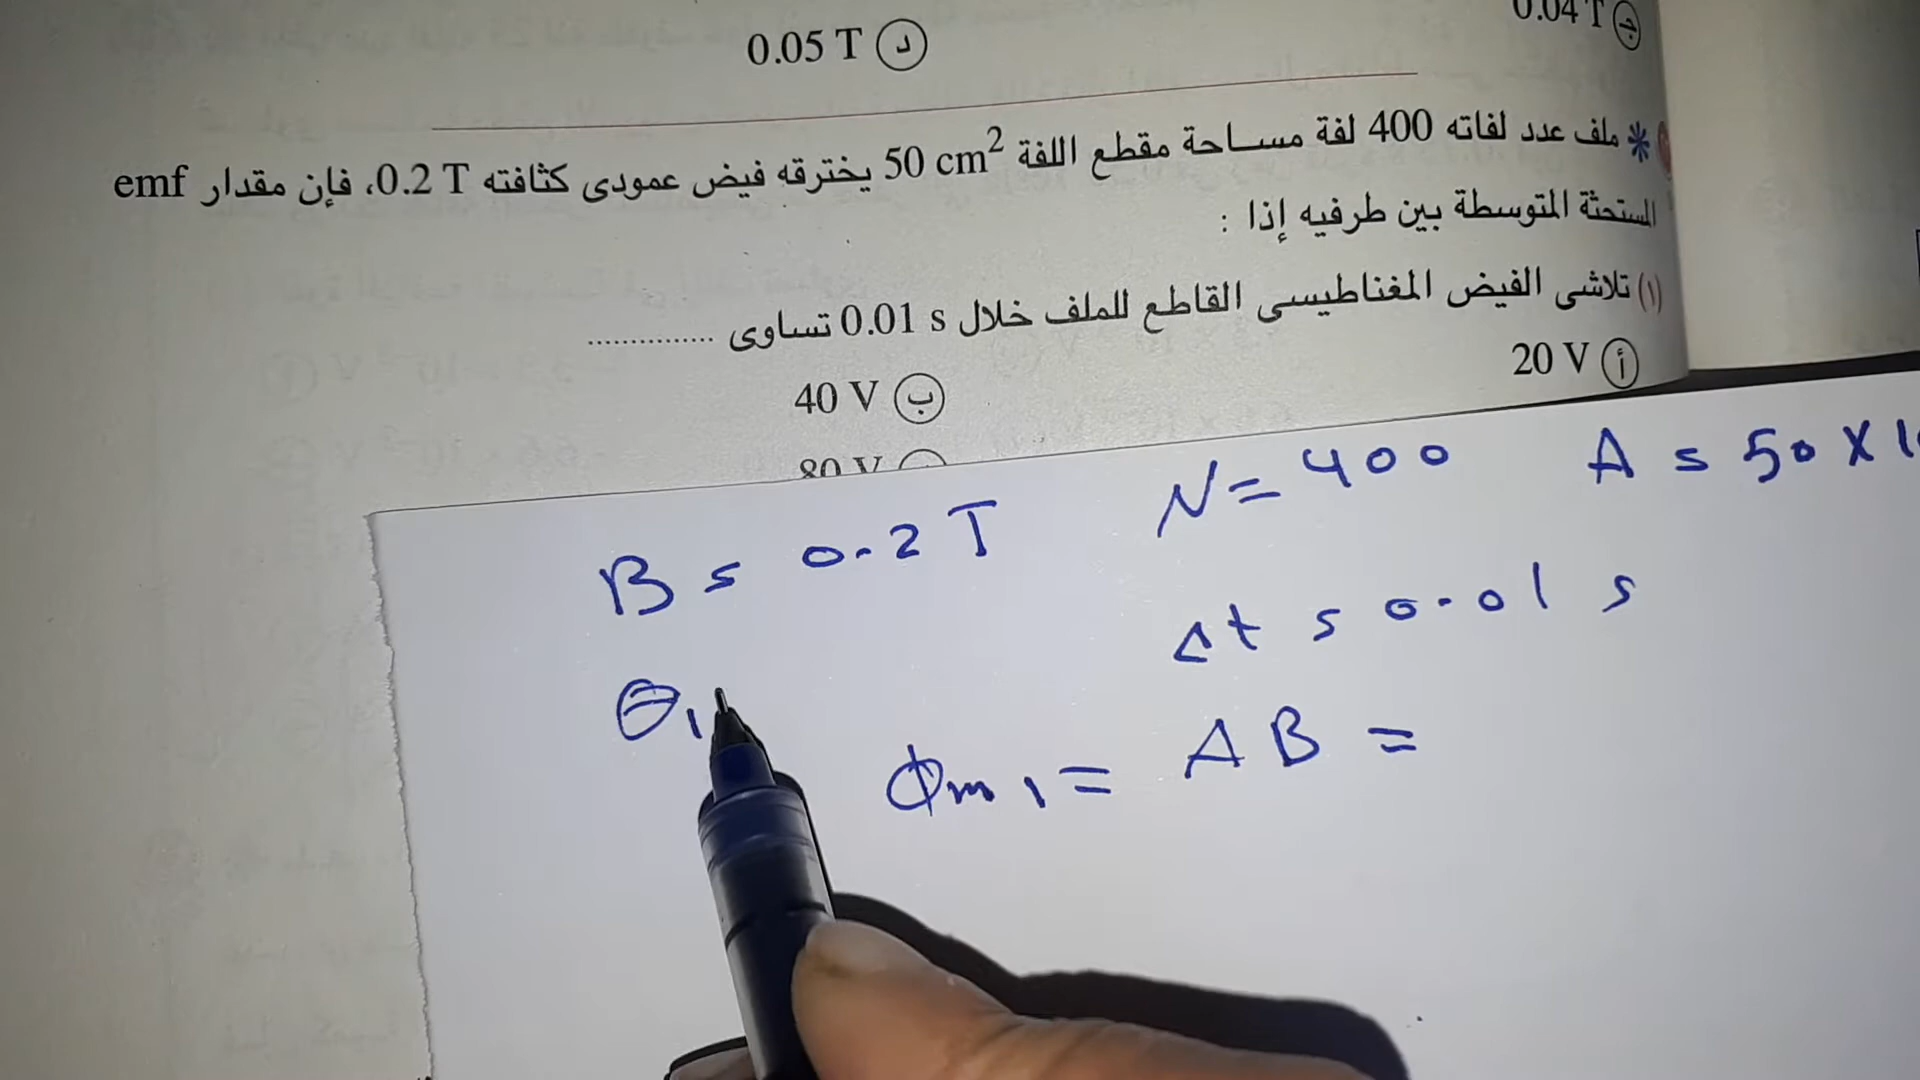 0.04 T ج
0.05 T د
* ملف عدد لفاته 400 لفة مساحة مقطع اللفة 50 cm² يخترقه فيض عمودى كثافته 0.2 T، فإن مقدار emf
المستحثة المتوسطة بين طرفيه إذا :
(١) تلاشى الفيض المغناطيسى القاطع للملف خلال 0.01 s تساوى ...............
20 V أ
40 V ب
80 V
B = 0.2 T N = 400 A = 50 X
Δt = 0.01 s
θ1
Φm1 = AB =